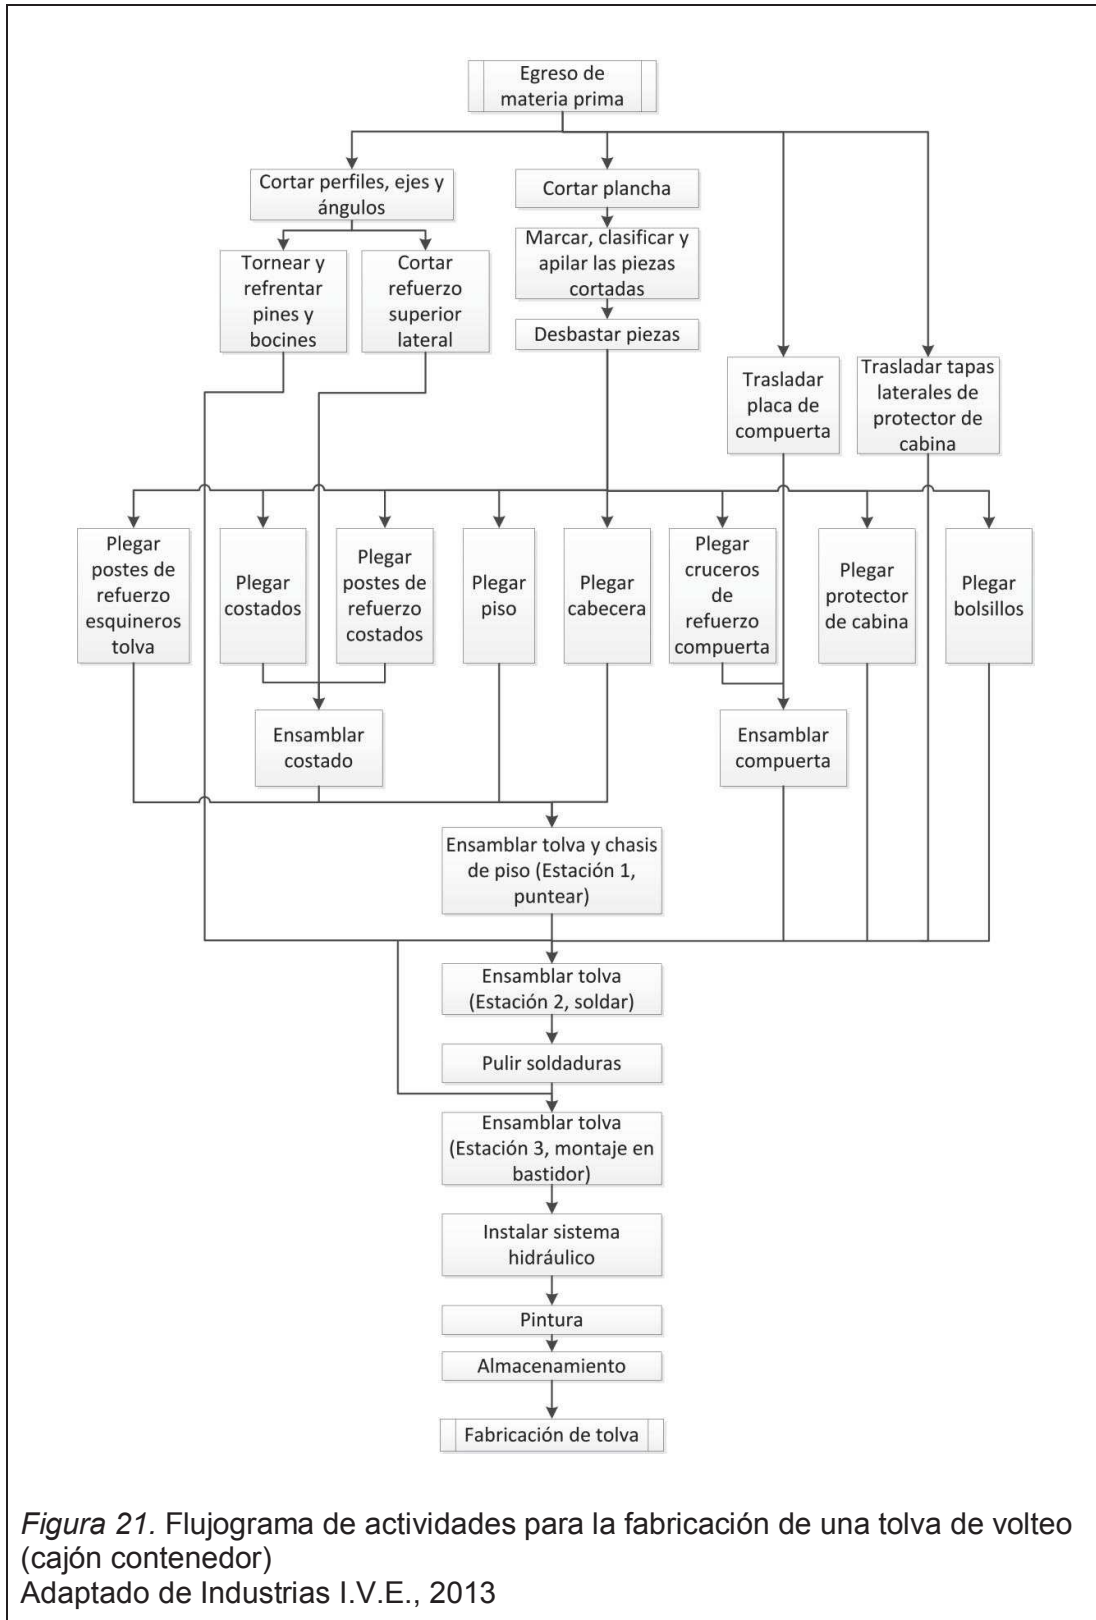 Egreso de
materia prima
Cortar perfiles, ejes y
ángulos
Cortar plancha
Tornear y
refrentar
pines y
bocines
Cortar
refuerzo
superior
lateral
Marcar, clasificar y
apilar las piezas
cortadas
Desbastar piezas
Trasladar
placa de
compuerta
Trasladar tapas
laterales de
protector de
cabina
Plegar
postes de
refuerzo
esquineros
tolva
Plegar
costados
Plegar
postes de
refuerzo
costados
Plegar
piso
Plegar
cabecera
Plegar
cruceros
de
refuerzo
compuerta
Plegar
protector
de cabina
Plegar
bolsillos
Ensamblar
costado
Ensamblar
compuerta
Ensamblar tolva y chasis
de piso (Estación 1,
puntear)
Ensamblar tolva
(Estación 2, soldar)
Pulir soldaduras
Ensamblar tolva
(Estación 3, montaje en
bastidor)
Instalar sistema
hidráulico
Pintura
Almacenamiento
Fabricación de tolva
Figura 21. Flujograma de actividades para la fabricación de una tolva de volteo
(cajón contenedor)
Adaptado de Industrias I.V.E., 2013